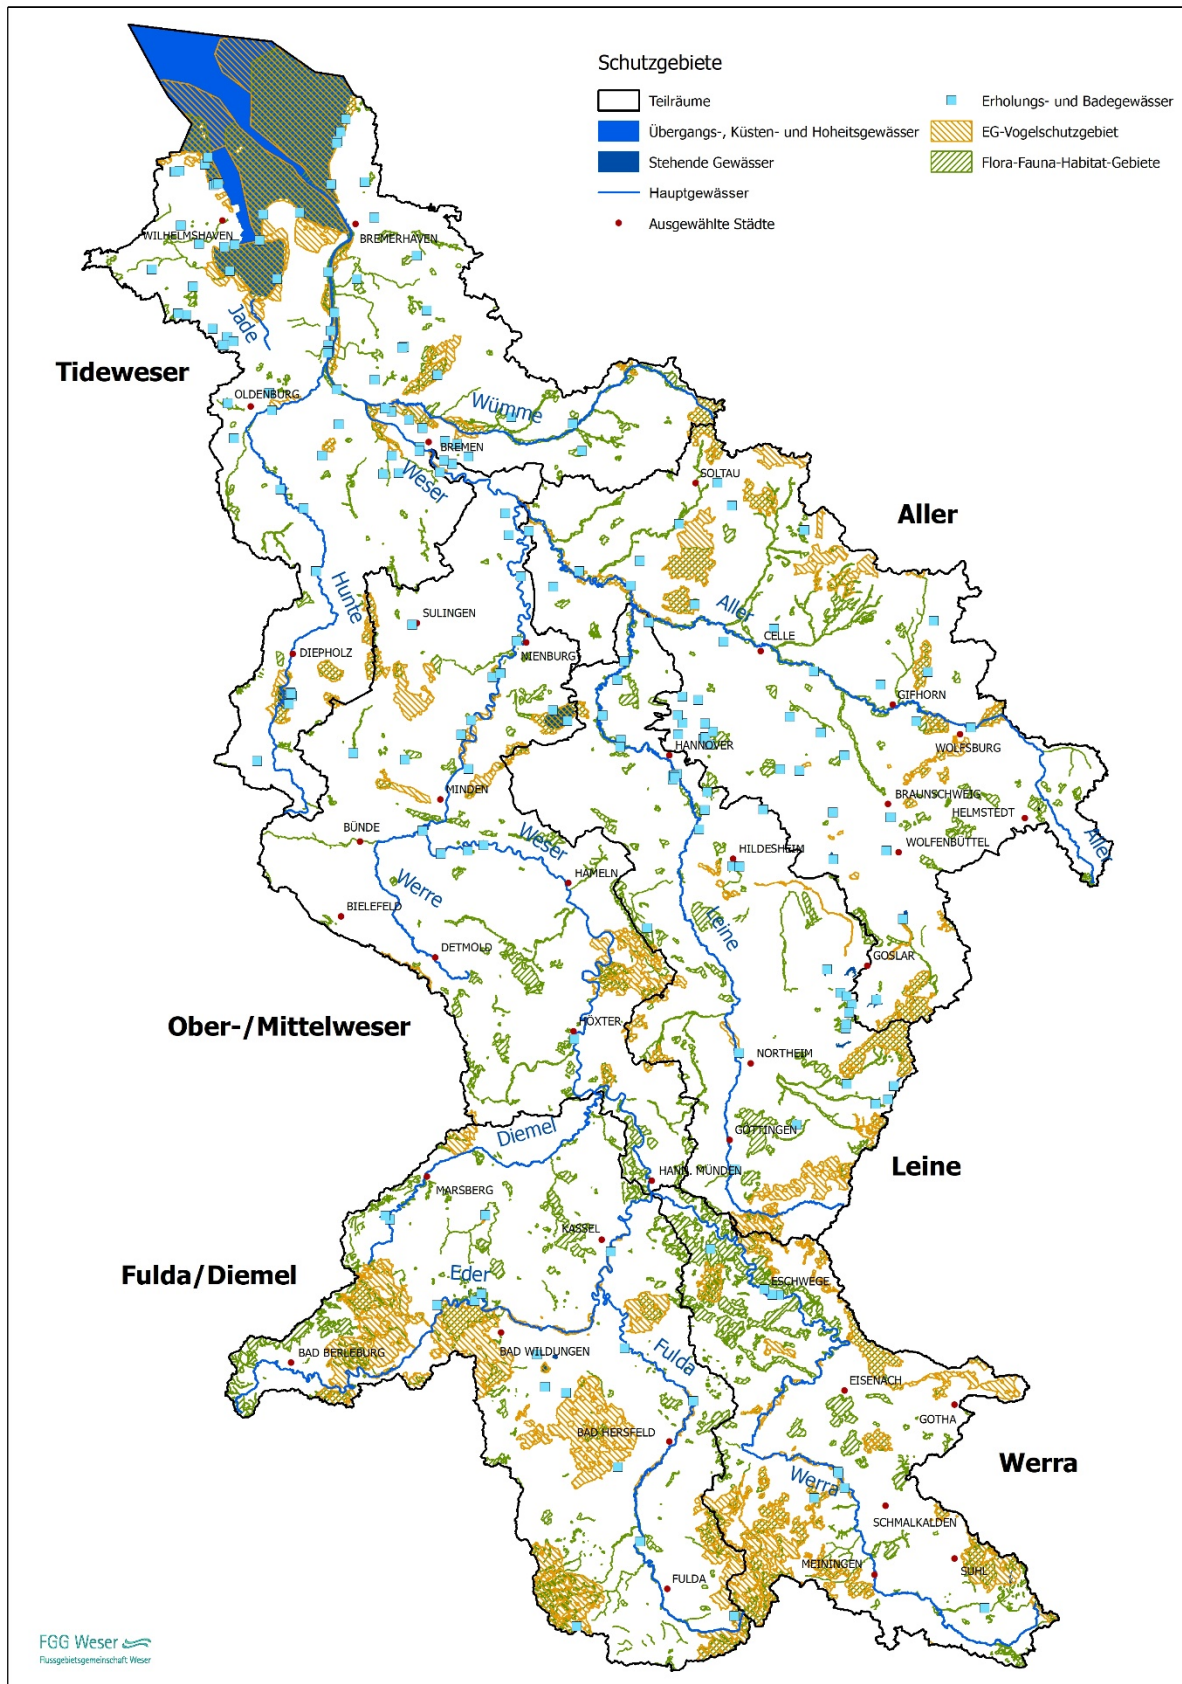 Schutzgebiete
Teilräume
Übergangs-, Küsten- und Hoheitsgewässer
Stehende Gewässer
Hauptgewässer
Ausgewählte Städte
Erholungs- und Badegewässer
EG-Vogelschutzgebiet
Flora-Fauna-Habitat-Gebiete
WILHELMSHAVEN
BREMERHAVEN
Jade
Tideweser
OLDENBURG
Wümme
BREMEN
Weser
SOLTAU
Aller
Hunte
SULINGEN
Aller
CELLE
DIEPHOLZ
NIENBURG
GIFHORN
WOLFSBURG
HANNOVER
MINDEN
BRAUNSCHWEIG
HELMSTEDT
BÜNDE
Weser
HILDESHEIM
WOLFENBÜTTEL
Aller
Werre
HAMELN
BIELEFELD
Leine
DETMOLD
GOSLAR
Ober-/Mittelweser
HÖXTER
NORTHEIM
Diemel
GÖTTINGEN
Leine
MARSBERG
HANN. MÜNDEN
KASSEL
Fulda/Diemel
Eder
ESCHWEGE
BAD BERLEBURG
BAD WILDUNGEN
Fulda
EISENACH
GOTHA
BAD HERSFELD
Werra
Werra
SCHMALKALDEN
MEININGEN
SUHL
FULDA
FGG Weser
Flussgebietsgemeinschaft Weser